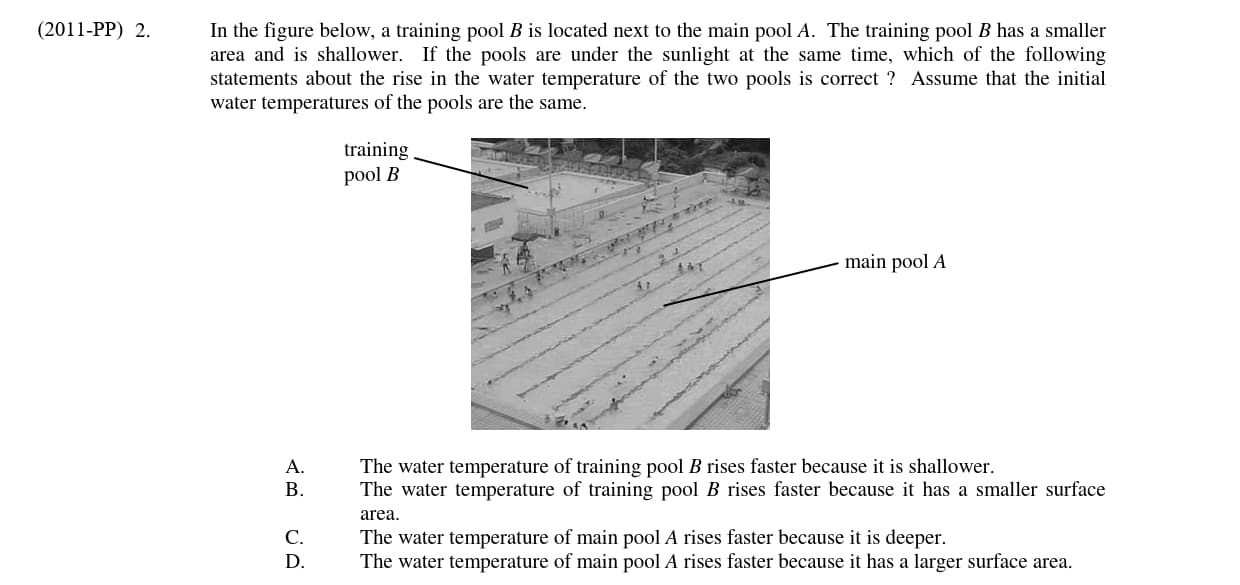 (2011-PP) 2. In the figure below, a training pool B is located next to the main pool A. The training pool B has a smaller
area and is shallower. If the pools are under the sunlight at the same time, which of the following
statements about the rise in the water temperature of the two pools is correct ? Assume that the initial
water temperatures of the pools are the same.
training
pool B
main pool A
A. The water temperature of training pool B rises faster because it is shallower.
B. The water temperature of training pool B rises faster because it has a smaller surface
area.
C. The water temperature of main pool A rises faster because it is deeper.
D. The water temperature of main pool A rises faster because it has a larger surface area.